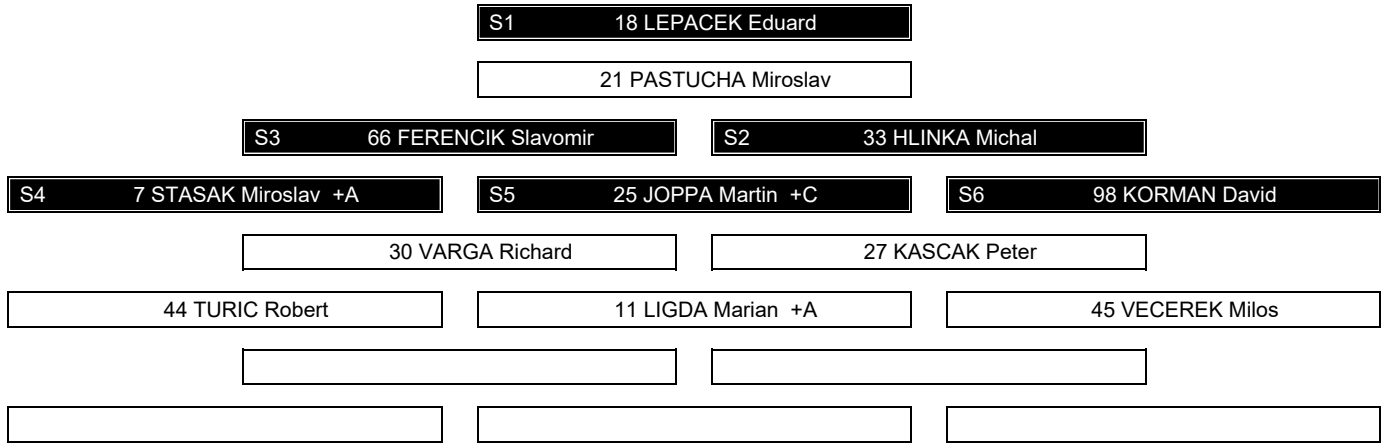 S1 18 LEPACEK Eduard
21 PASTUCHA Miroslav
S3 66 FERENCIK Slavomir
S2 33 HLINKA Michal
S4 7 STASAK Miroslav +A
S5 25 JOPPA Martin +C
S6 98 KORMAN David
30 VARGA Richard
27 KASCAK Peter
44 TURIC Robert
11 LIGDA Marian +A
45 VECEREK Milos